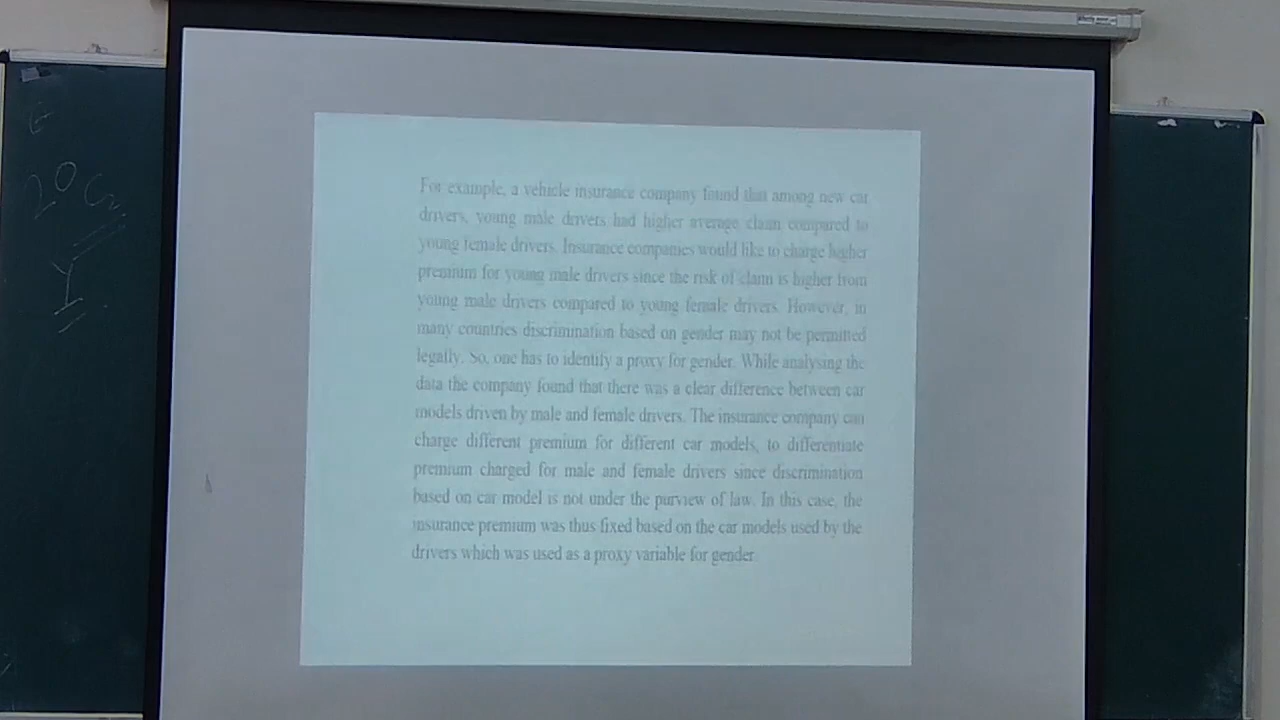 For example, a vehicle insurance company found that among new car
drivers, young male drivers had higher average claim compared to
young female drivers. Insurance companies would like to charge higher
premium for young male drivers since the risk of claim is higher from
young male drivers compared to young female drivers. However, in
many countries discrimination based on gender may not be permitted
legally. So, one has to identify a proxy for gender. While analysing the
data the company found that there was a clear difference between car
models driven by male and female drivers. The insurance company can
charge different premium for different car models, to differentiate
premium charged for male and female drivers since discrimination
based on car model is not under the purview of law. In this case, the
insurance premium was thus fixed based on the car models used by the
drivers which was used as a proxy variable for gender.